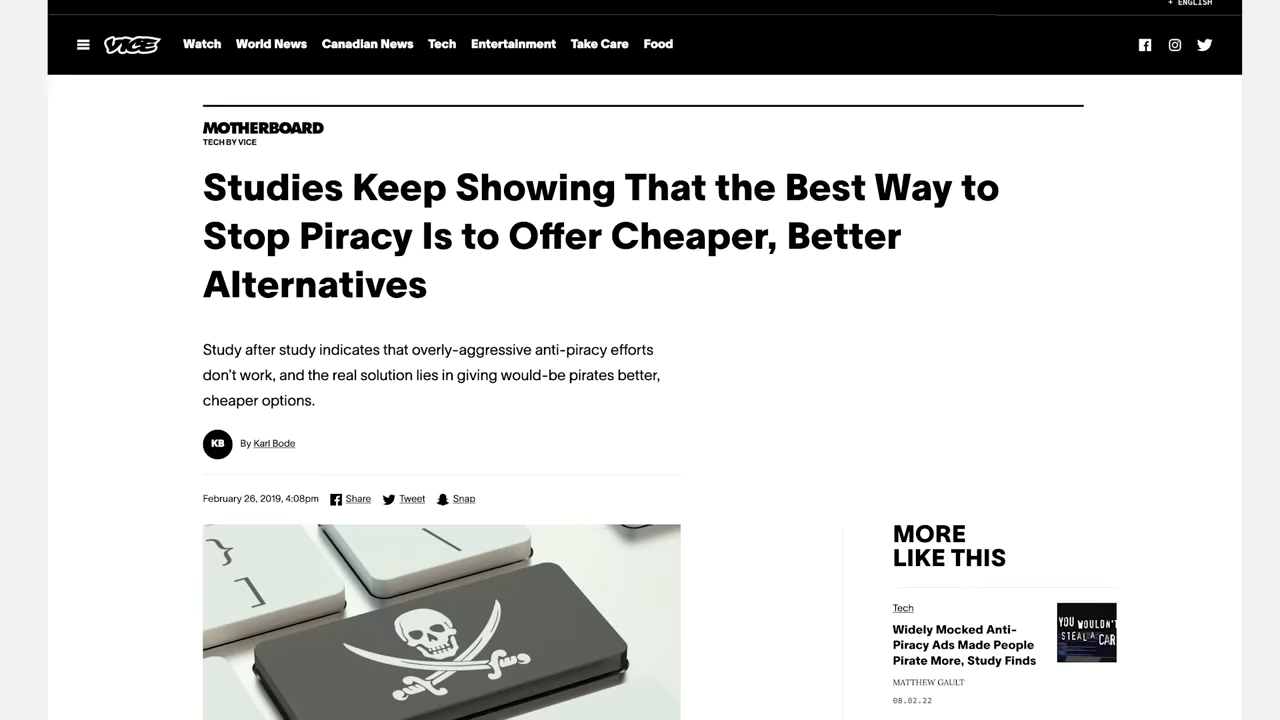 + ENGLISH
VICE
Watch World News Canadian News Tech Entertainment Take Care Food
MOTHERBOARD
TECH BY VICE
Studies Keep Showing That the Best Way to
Stop Piracy Is to Offer Cheaper, Better
Alternatives
Study after study indicates that overly-aggressive anti-piracy efforts
don't work, and the real solution lies in giving would-be pirates better,
cheaper options.
KB
By Karl Bode
February 26, 2019, 4:08pm Share Tweet Snap
}
]
\
MORE
LIKE THIS
Tech
Widely Mocked Anti-
Piracy Ads Made People
Pirate More, Study Finds
MATTHEW GAULT
08.02.22
YOU WOULDN'T
STEAL A CAR